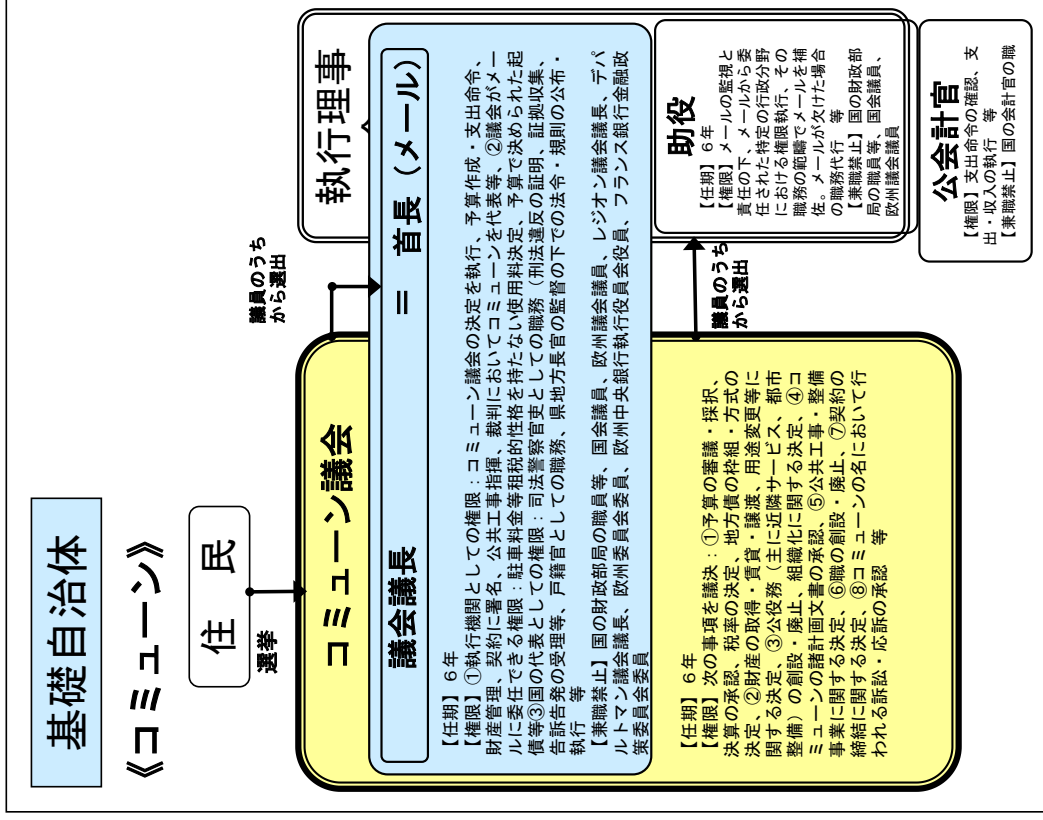 基礎自治体
《コミューン》
住　民
選挙
コミューン議会
議会議長　＝　首長（メール）
【任期】６年
【権限】①執行機関としての権限：コミューン議会の決定を執行、予算作成・支出命令、
財産管理、契約に署名、公共工事指揮、裁判においてコミューンを代表等、②議会がメー
ルに委任できる権限：駐車料金等租税的性格を持たない使用料決定、予算で決められた起
債等③国の代表としての権限：司法警察官吏としての職務（刑法違反の証明、証拠収集、
告訴告発の受理等、戸籍官としての職務、県地方長官の監督の下での法令・規則の公布・
執行　等
【兼職禁止】国の財政部局の職員等、国会議員、欧州議会議員、レジオン議会議長、デパ
ルトマン議会議長、欧州委員会委員、欧州中央銀行執行役員会役員、フランス銀行金融政
策委員会委員
【任期】６年
【権限】次の事項を議決：①予算の審議・採択、
決算の承認、税率の決定、地方債の枠組・方式の
決定、②財産の取得・賃貸・譲渡、用途変更等に
関する決定、③公役務（主に近隣サービス、都市
整備）の創設・廃止、組織化に関する決定、④コ
ミューンの諸計画文書の承認、⑤公共工事・整備
事業に関する決定、⑥職の創設・廃止、⑦契約の
締結に関する決定、⑧コミューンの名において行
われる訴訟・応訴の承認　等
議員のうち
から選出
議員のうち
から選出
執行理事
助役
【任期】６年
【権限】メールの監視と
責任の下、メールから委
任された特定の行政分野
における権限執行、その
職務の範疇でメールを補
佐。メールが欠けた場合
の職務代行　等
【兼職禁止】国の財政部
局の職員等、国会議員、
欧州議会議員
公会計官
【権限】支出命令の確認、支
出・収入の執行　等
【兼職禁止】国の会計官の職